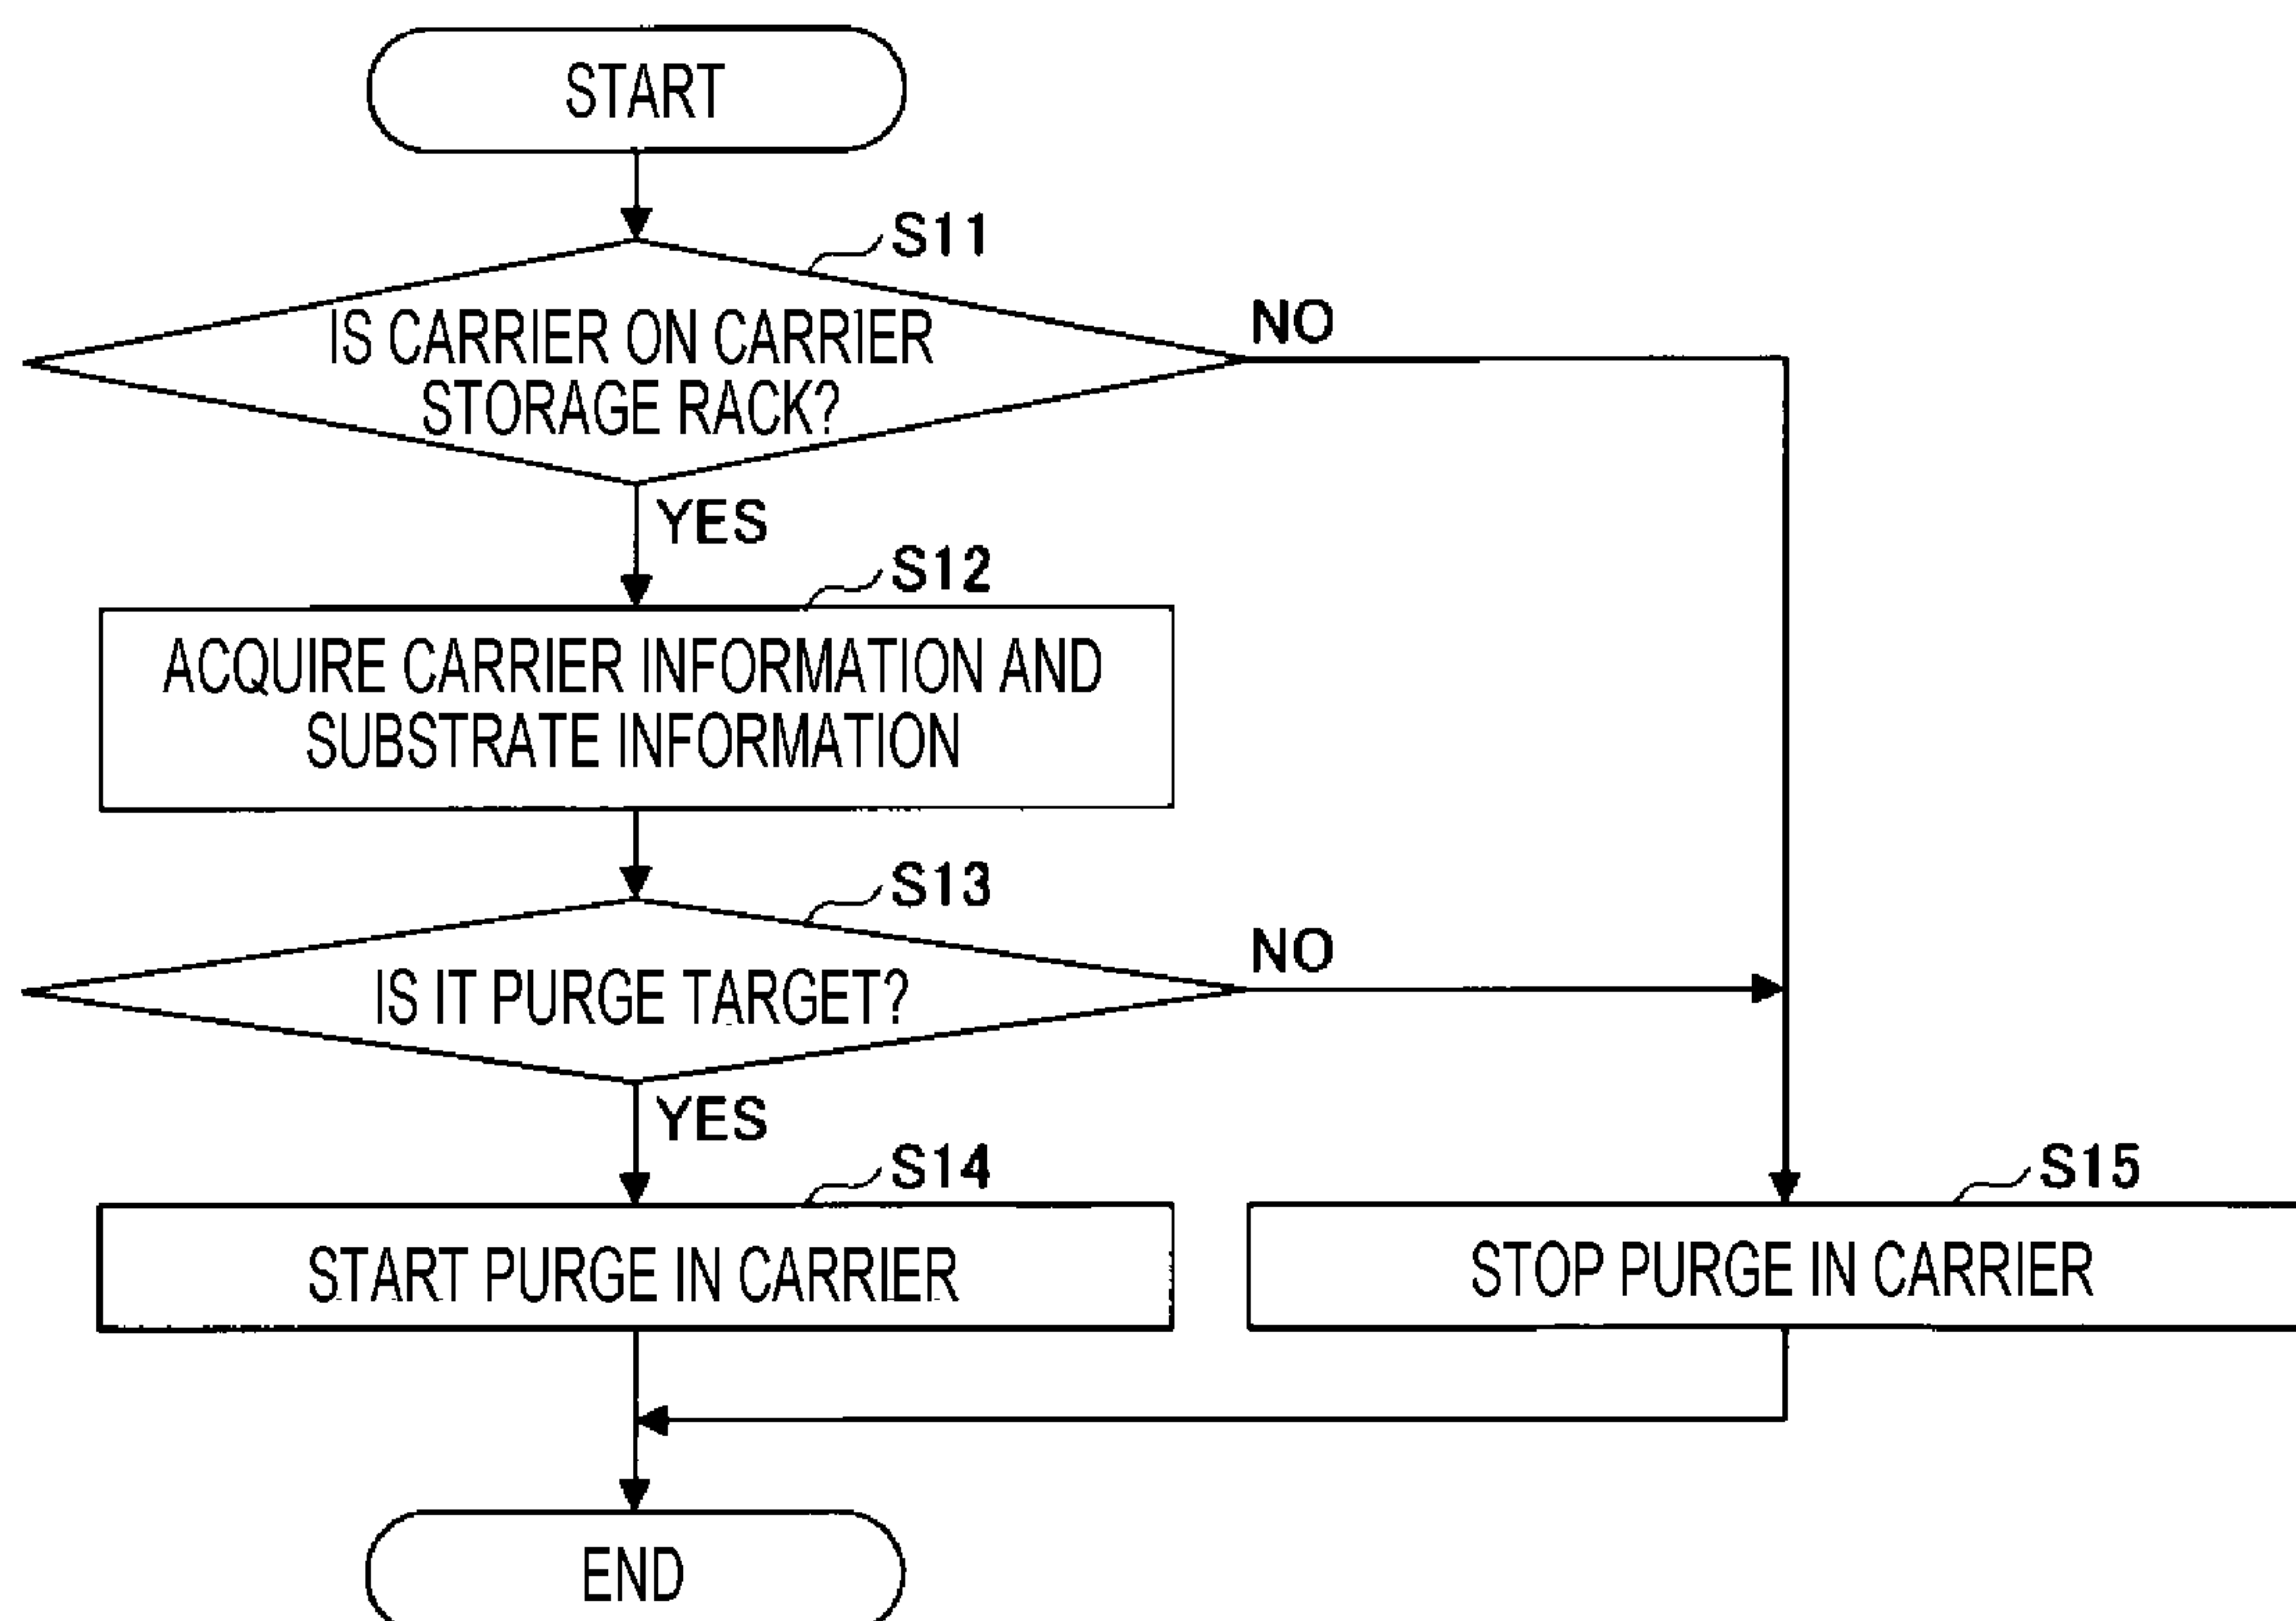 START
S11
IS CARRIER ON CARRIER
STORAGE RACK?
NO
YES
S12
ACQUIRE CARRIER INFORMATION AND
SUBSTRATE INFORMATION
S13
IS IT PURGE TARGET?
NO
YES
S14
START PURGE IN CARRIER
S15
STOP PURGE IN CARRIER
END